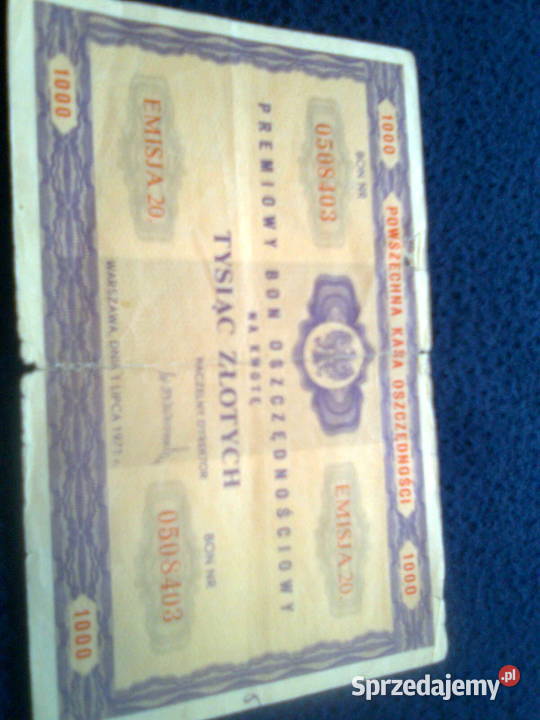 1000 POWSZECHNA KASA OSZCZĘDNOŚCI 1000
BON NR
0508403
EMISJA 20
PREMIOWY BON OSZCZĘDNOŚCIOWY
NA KWOTĘ
TYSIĄC ZŁOTYCH
NACZELNY DYREKTOR
BON NR
EMISJA 20
0508403
WARSZAWA, DNIA 1 LIPCA 1971 r.
1000
1000
Sprzedajemy.pl